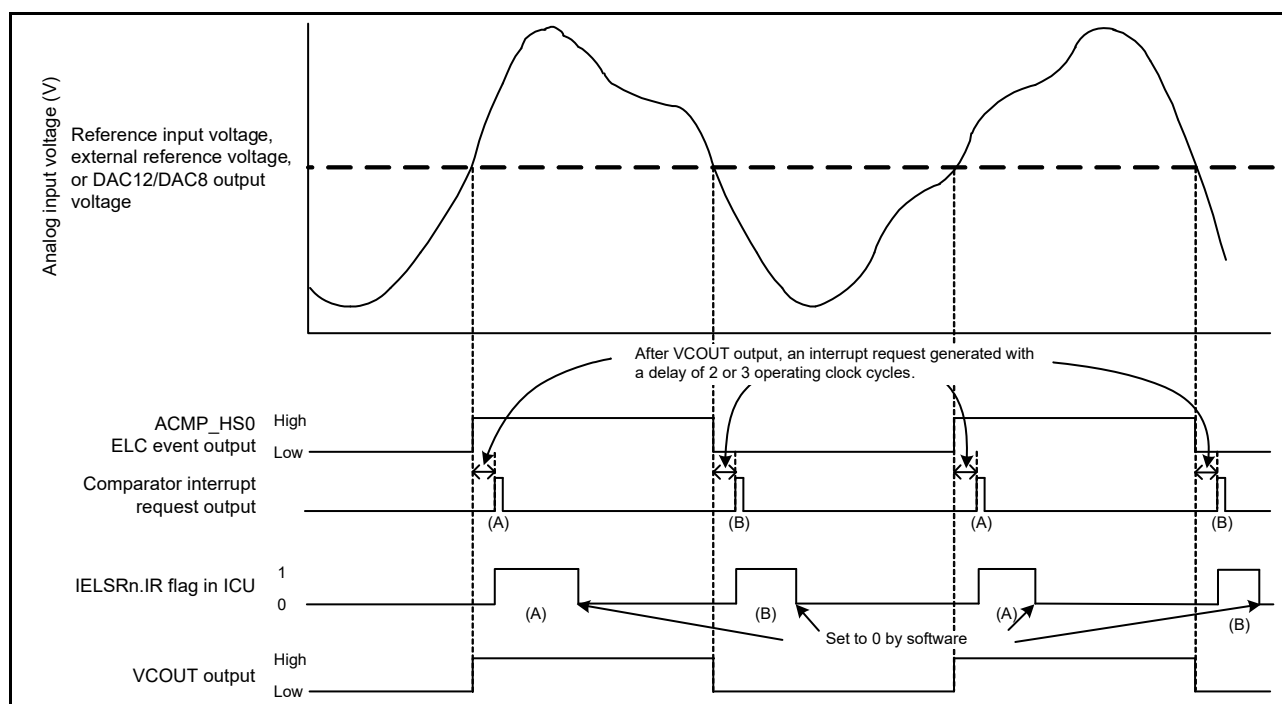 Analog input voltage (V)
Reference input voltage,
external reference voltage,
or DAC12/DAC8 output
voltage
After VCOUT output, an interrupt request generated with
a delay of 2 or 3 operating clock cycles.
ACMP_HS0
ELC event output
High
Low
Comparator interrupt
request output
(A)
(B)
(A)
(B)
IELSRn.IR flag in ICU
1
0
(A)
(B)
(A)
(B)
Set to 0 by software
VCOUT output
High
Low